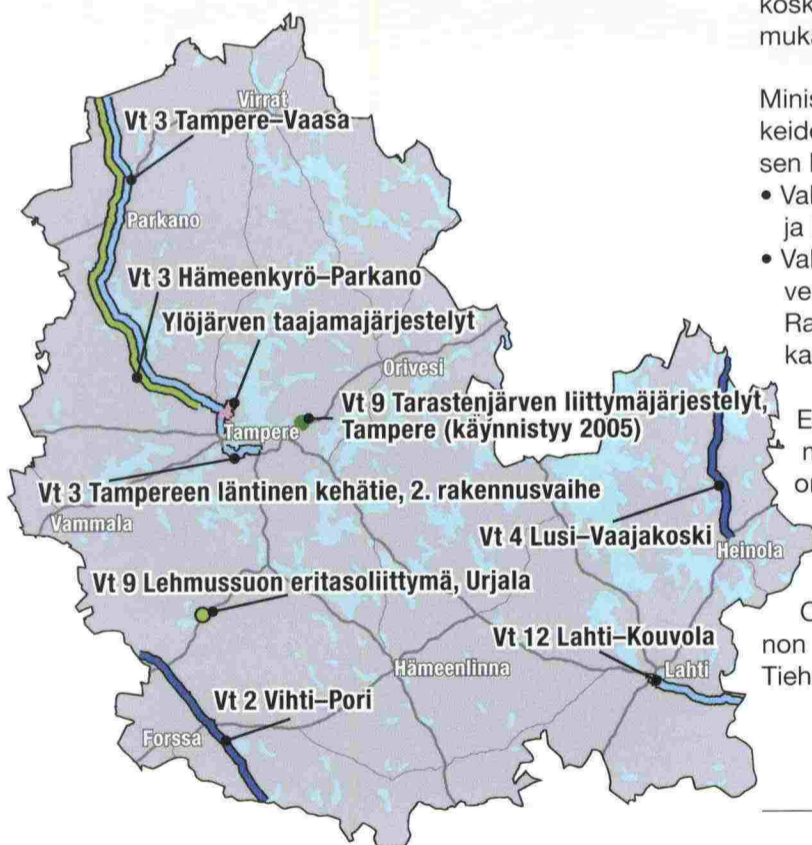 Virrat
Vt 3 Tampere–Vaasa
Parkano
Vt 3 Hämeenkyrö–Parkano
Ylöjärven taajamajärjestelyt
Orivesi
Vt 9 Tarastenjärven liittymäjärjestelyt,
Tampere (käynnistyy 2005)
Tampere
Vt 3 Tampereen läntinen kehätie, 2. rakennusvaihe
Vammala
Vt 4 Lusi–Vaajakoski
Heinola
Vt 9 Lehmussuon eritasoliittymä, Urjala
Vt 12 Lahti–Kouvola
Hämeenlinna
Lahti
Vt 2 Vihti–Pori
Forssa
kosk
muka
Minis
keide
sen
• Val
ja
• Val
ve
Ra
ka
E
m
on
O
non
Tieh